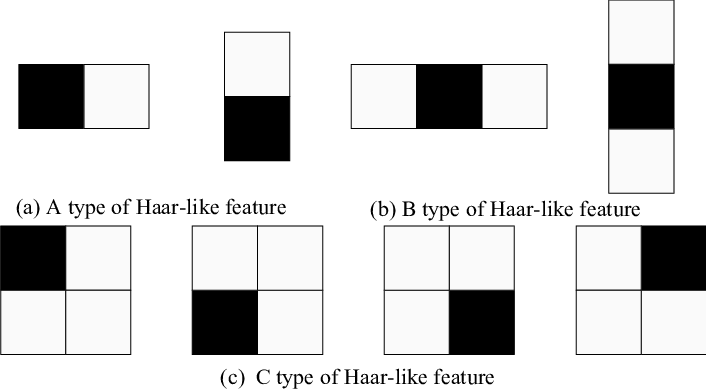 (a) A type of Haar-like feature
(b) B type of Haar-like feature
(c) C type of Haar-like feature